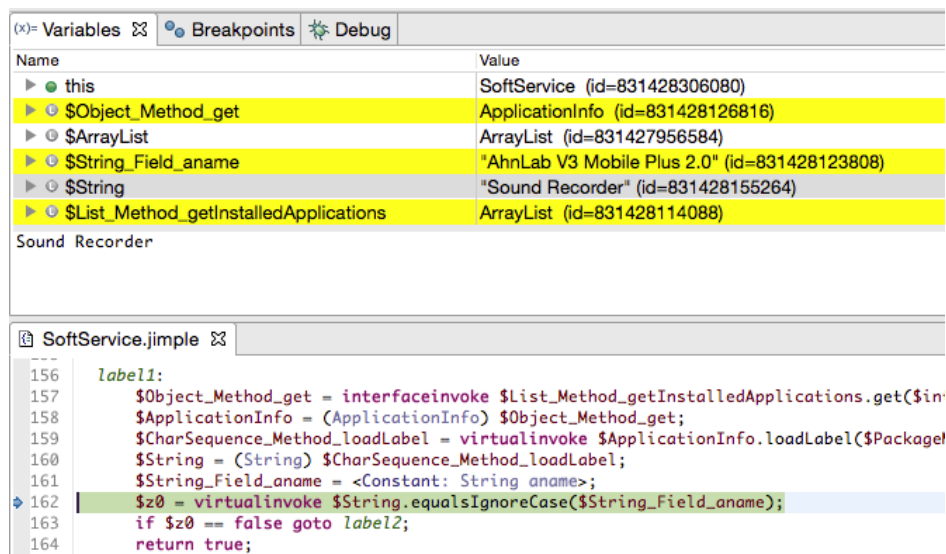 (x)= Variables Breakpoints Debug
Name Value
this SoftService (id=831428306080)
$Object_Method_get ApplicationInfo (id=831428126816)
$ArrayList ArrayList (id=831427956584)
$String_Field_aname "AhnLab V3 Mobile Plus 2.0" (id=831428123808)
$String "Sound Recorder" (id=831428155264)
$List_Method_getInstalledApplications ArrayList (id=831428114088)
Sound Recorder
SoftService.jimple
156 label1:
157 $Object_Method_get = interfaceinvoke $List_Method_getInstalledApplications.get($in
158 $ApplicationInfo = (ApplicationInfo) $Object_Method_get;
159 $CharSequence_Method_loadLabel = virtualinvoke $ApplicationInfo.loadLabel($Package
160 $String = (String) $CharSequence_Method_loadLabel;
161 $String_Field_aname = <Constant: String aname>;
162 $z0 = virtualinvoke $String.equalsIgnoreCase($String_Field_aname);
163 if $z0 == false goto label2;
164 return true;